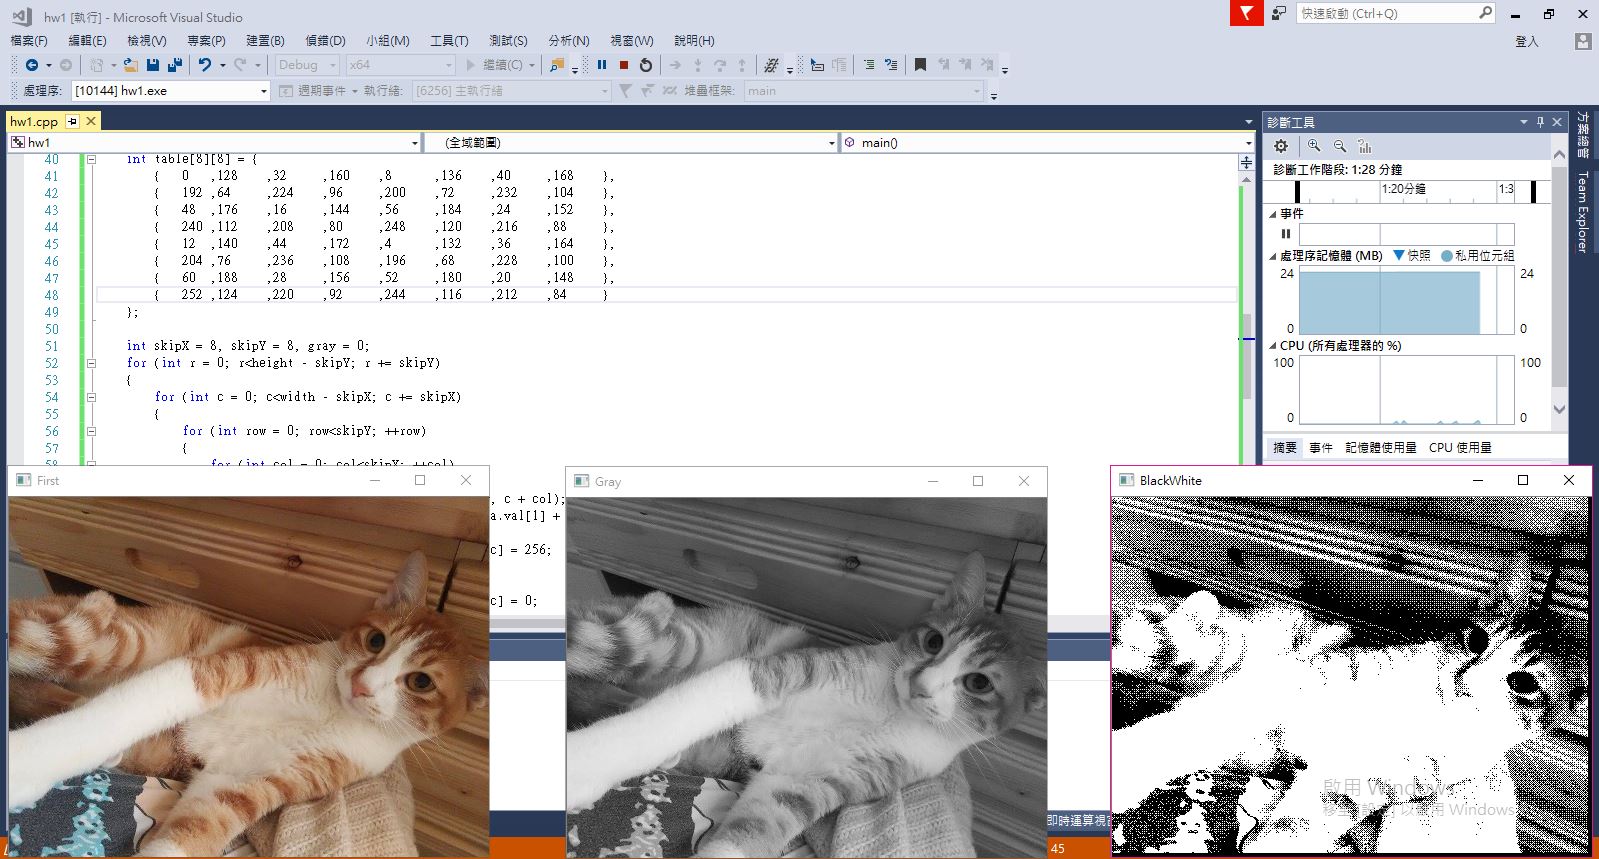 hw1 [執行] - Microsoft Visual Studio
快速啟動 (Ctrl+Q)
檔案(F) 編輯(E) 檢視(V) 專案(P) 建置(B) 偵錯(D) 小組(M) 工具(T) 測試(S) 分析(N) 視窗(W) 說明(H)
登入
Debug x64 繼續(C)
處理序: [10144] hw1.exe 週期事件 執行緒: [6256] 主執行緒 堆疊框架: main
hw1.cpp
hw1 (全域範圍) main()
40 int table[8][8] = {
41 { 0 ,128 ,32 ,160 ,8 ,136 ,40 ,168 },
42 { 192 ,64 ,224 ,96 ,200 ,72 ,232 ,104 },
43 { 48 ,176 ,16 ,144 ,56 ,184 ,24 ,152 },
44 { 240 ,112 ,208 ,80 ,248 ,120 ,216 ,88 },
45 { 12 ,140 ,44 ,172 ,4 ,132 ,36 ,164 },
46 { 204 ,76 ,236 ,108 ,196 ,68 ,228 ,100 },
47 { 60 ,188 ,28 ,156 ,52 ,180 ,20 ,148 },
48 { 252 ,124 ,220 ,92 ,244 ,116 ,212 ,84 }
49 };
50
51 int skipX = 8, skipY = 8, gray = 0;
52 for (int r = 0; r<height - skipY; r += skipY)
53 {
54 for (int c = 0; c<width - skipX; c += skipX)
55 {
56 for (int row = 0; row<skipY; ++row)
57 {
58 for (int col = 0; col<skipX; ++col)
, c + col);
a.val[1] +
c] = 256;
c] = 0;
診斷工具
診斷工作階段: 1:28 分鐘
1:20分鐘 1:3
事件
處理序記憶體 (MB) 快照 私用位元組
24 24
0 0
CPU (所有處理器的 %)
100 100
0 0
摘要 事件 記憶體使用量 CPU 使用量
方案總管
Team Explorer
First
Gray
BlackWhite
啟用 Windows
用 Windows
即時運算視窗
45